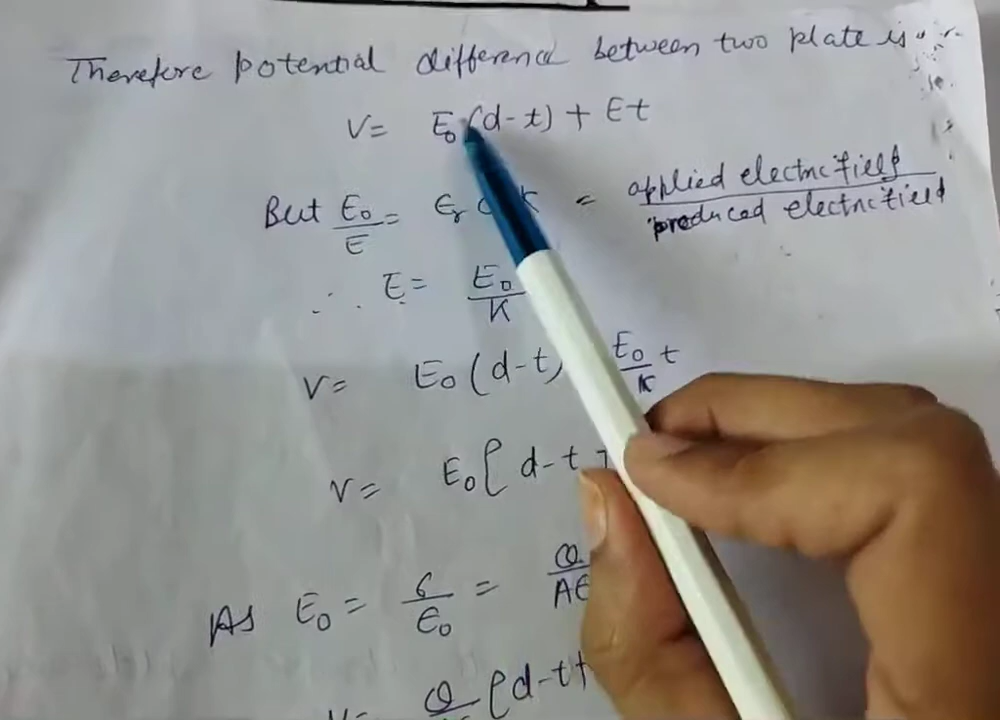 Therefore potential difference between two plate is
V = E₀(d-t) + Et
But E₀/E = ϵᵣ K = applied electric field/produced electric field
∴ E = E₀/K
V = E₀(d-t) E₀/K t
V = E₀[d-t +
As E₀ = σ/ϵ₀ = Q/Aϵ
V = Q [d-t+